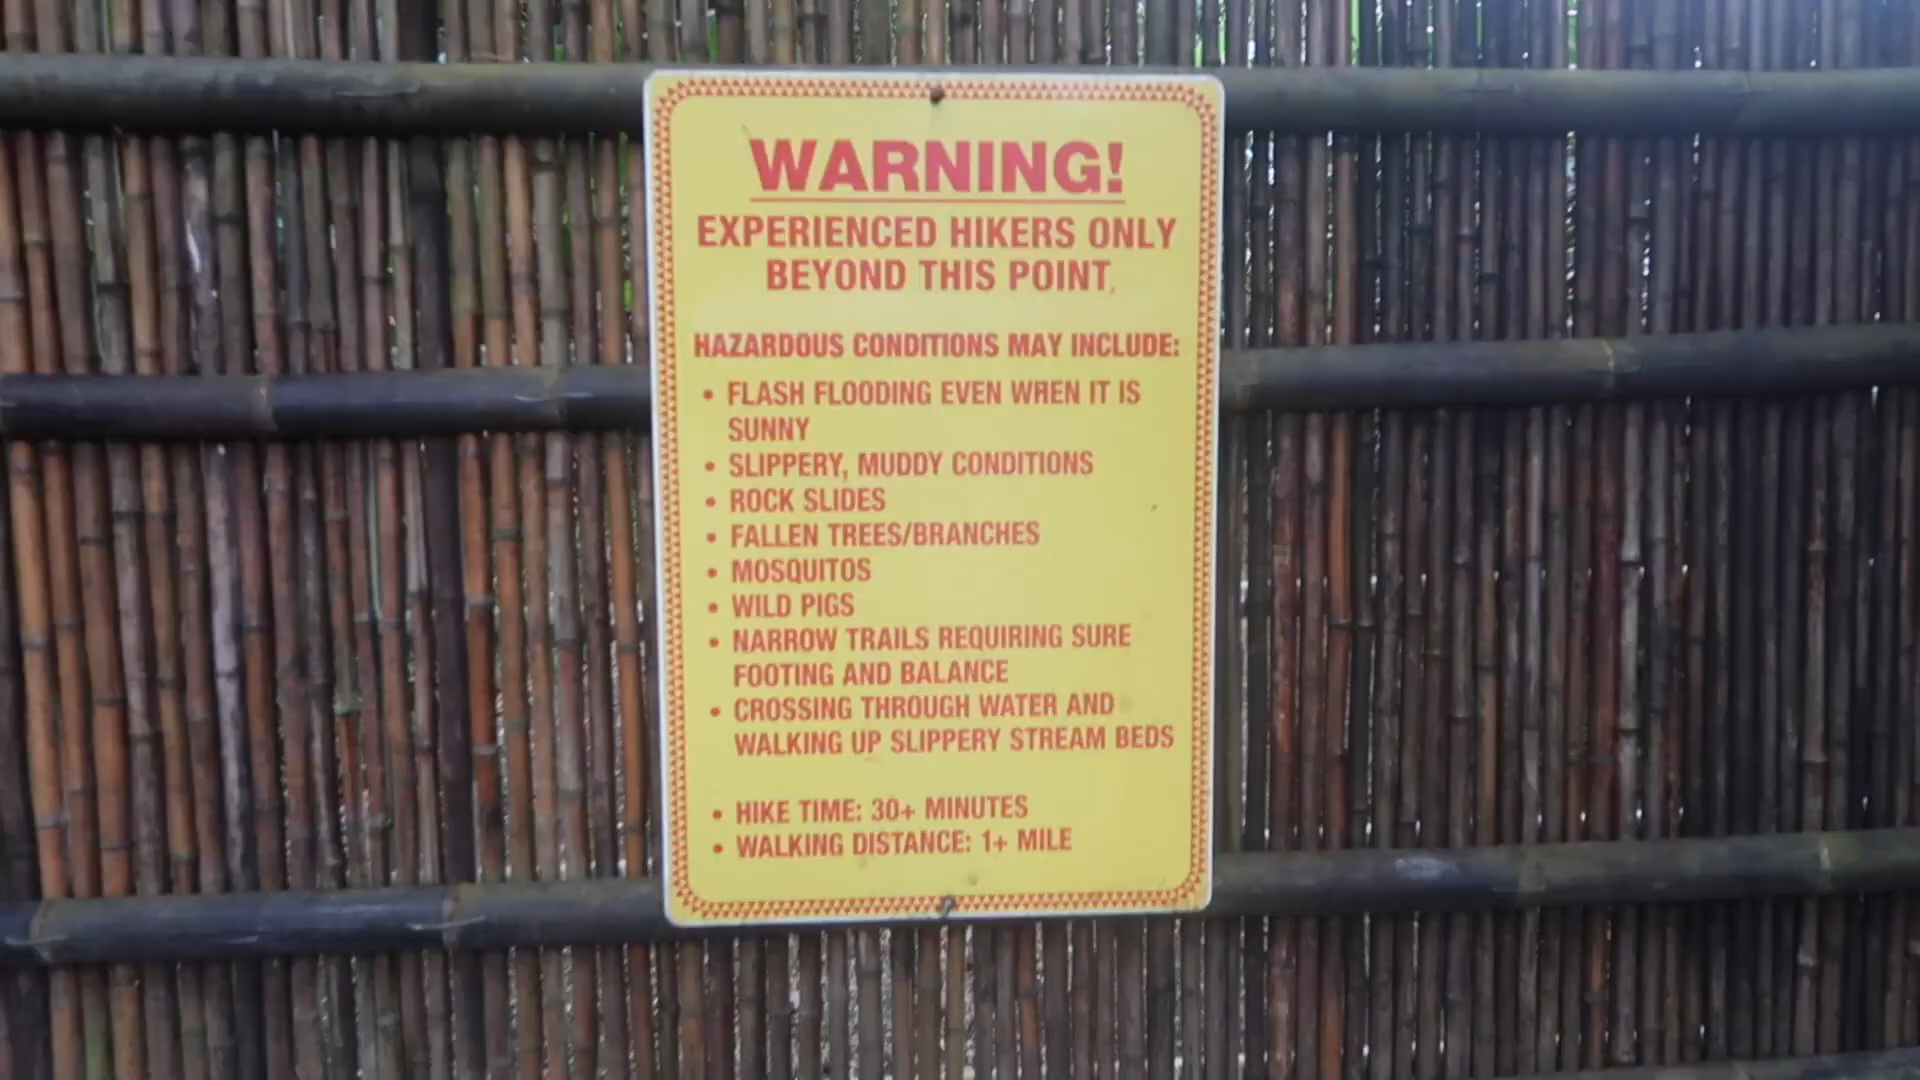 WARNING!
EXPERIENCED HIKERS ONLY
BEYOND THIS POINT
HAZARDOUS CONDITIONS MAY INCLUDE:
• FLASH FLOODING EVEN WHEN IT IS
SUNNY
• SLIPPERY, MUDDY CONDITIONS
• ROCK SLIDES
• FALLEN TREES/BRANCHES
• MOSQUITOS
• WILD PIGS
• NARROW TRAILS REQUIRING SURE
FOOTING AND BALANCE
• CROSSING THROUGH WATER AND
WALKING UP SLIPPERY STREAM BEDS
• HIKE TIME: 30+ MINUTES
• WALKING DISTANCE: 1+ MILE